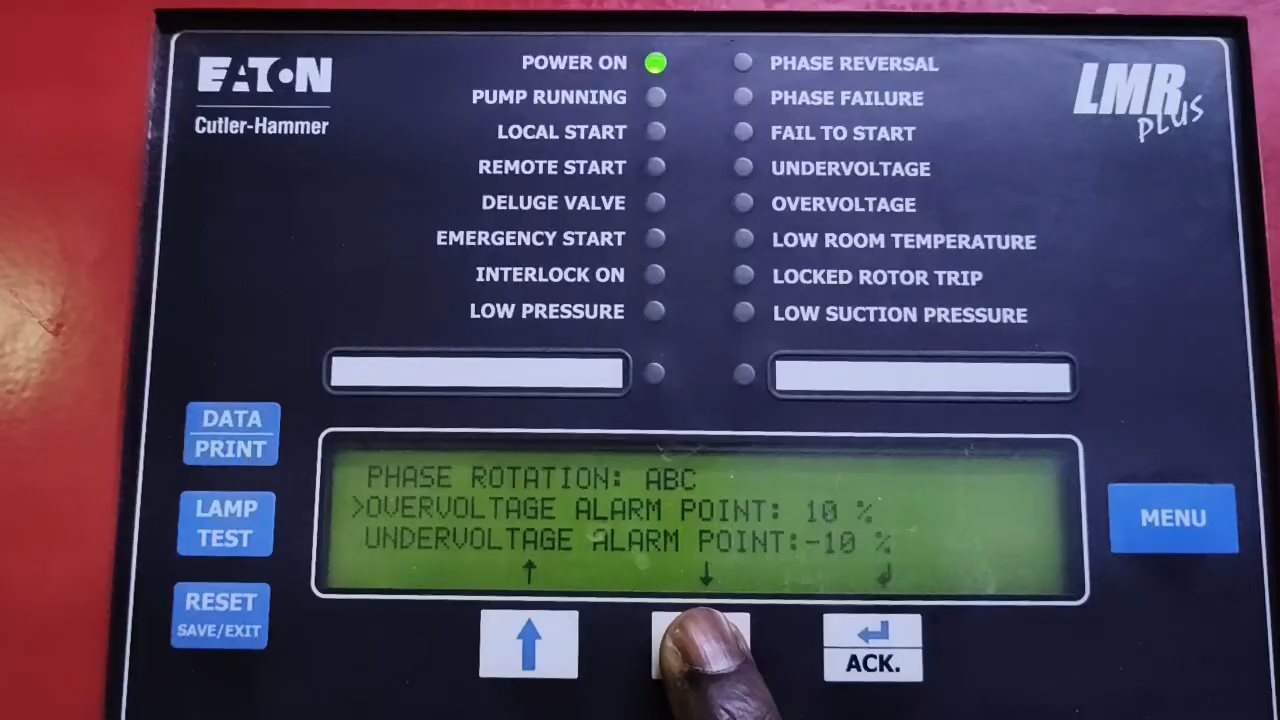 EATON
Cutler-Hammer
POWER ON
PUMP RUNNING
LOCAL START
REMOTE START
DELUGE VALVE
EMERGENCY START
INTERLOCK ON
LOW PRESSURE
PHASE REVERSAL
PHASE FAILURE
FAIL TO START
UNDERVOLTAGE
OVERVOLTAGE
LOW ROOM TEMPERATURE
LOCKED ROTOR TRIP
LOW SUCTION PRESSURE
LMR
PLUS
DATA
PRINT
LAMP
TEST
RESET
SAVE/EXIT
PHASE ROTATION: ABC
>OVERVOLTAGE ALARM POINT: 10 %
UNDERVOLTAGE ALARM POINT:-10 %
↑ ↓ ↲
MENU
ACK.